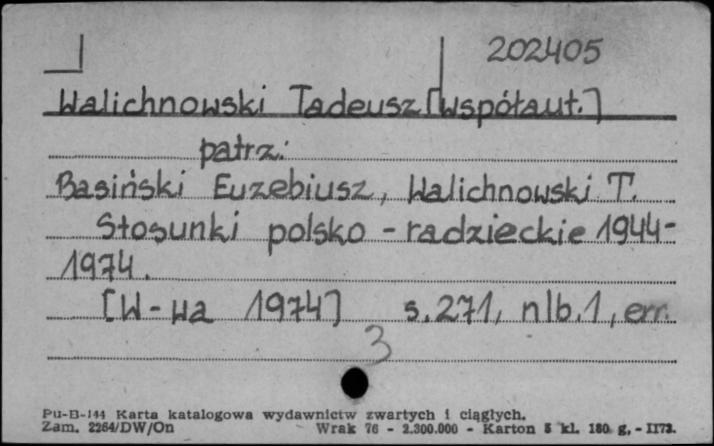 202405
Walichnowski Tadeusz [współaut.]
patrz:
Basiński Euzebiusz, Walichnowski T.
Stosunki polsko - radzieckie 1944-
1974.
[W-wa 1974] s. 271, nlb. 1, err.
3
Pu-B-144 Karta katalogowa wydawnictw zwartych i ciągłych.
Zam. 2264/DW/On Wrak 76 - 2.300.000 - Karton 5 kl. 180 g. - II73.